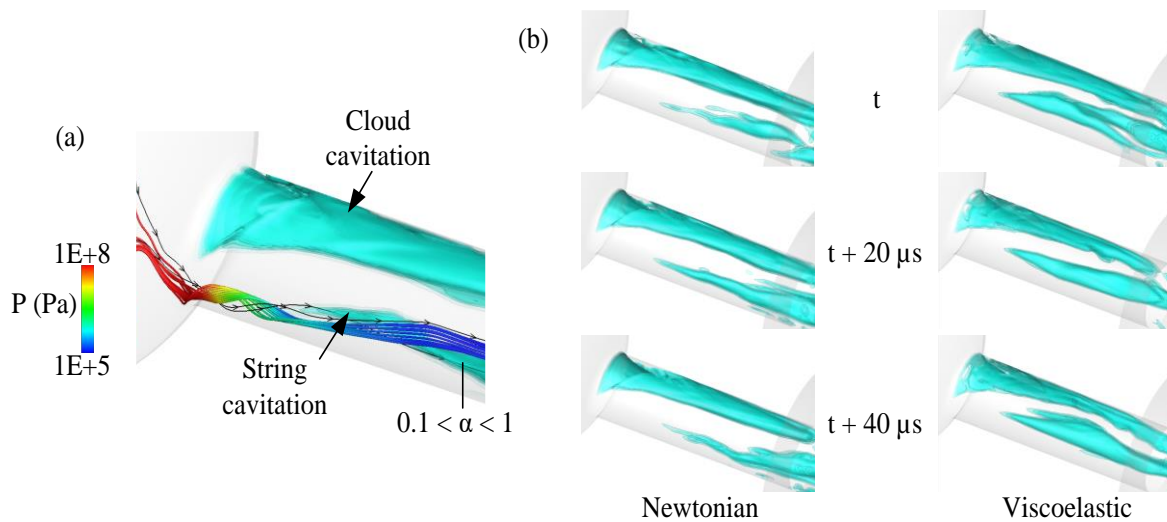 (a)
Cloud
cavitation
1E+8
P (Pa)
1E+5
String
cavitation
0.1 < α < 1
(b)
t
t + 20 µs
t + 40 µs
Newtonian
Viscoelastic